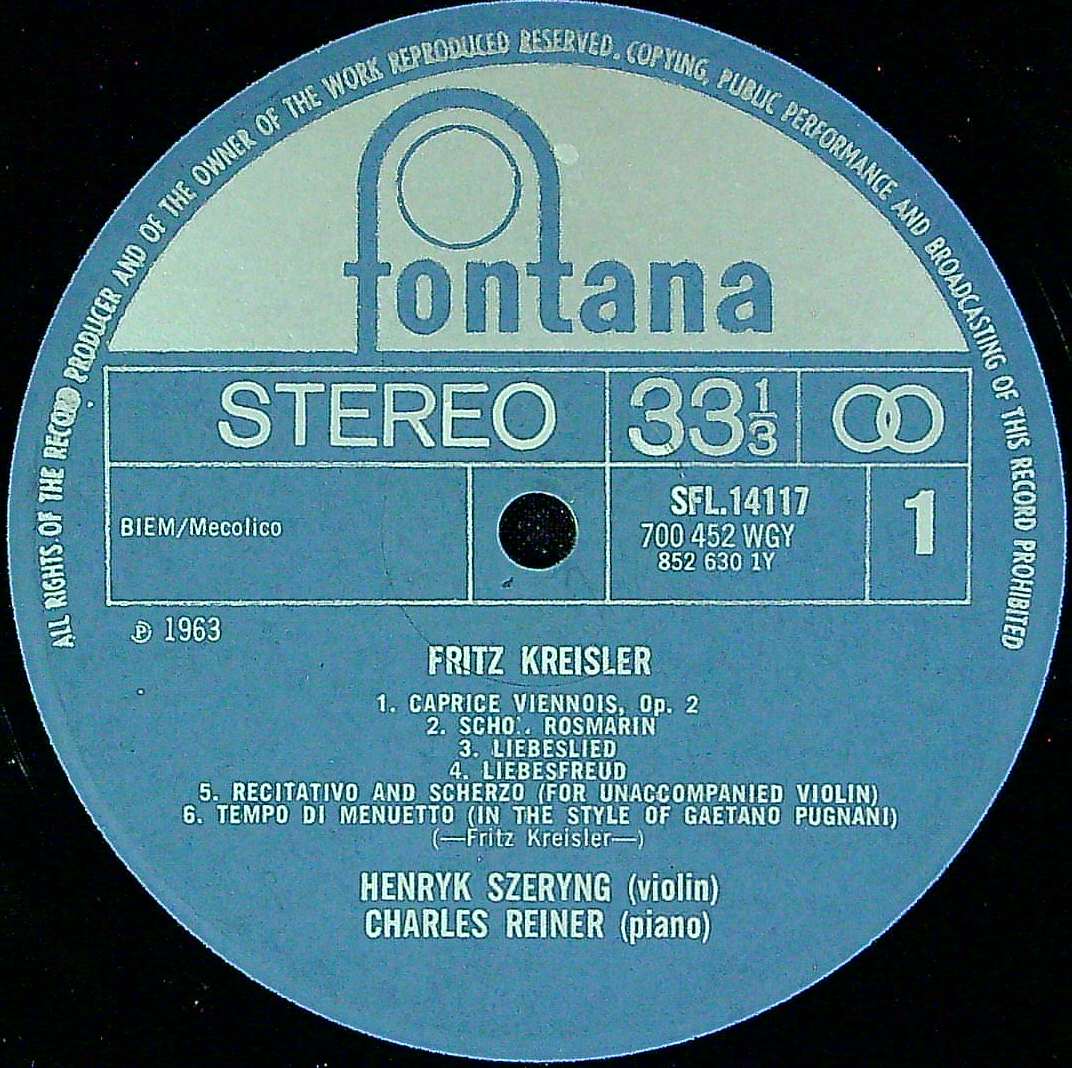 ALL RIGHTS OF THE RECORD PRODUCER AND OF THE OWNER OF THE WORK REPRODUCED RESERVED. COPYING, PUBLIC PERFORMANCE AND BROADCASTING OF THIS RECORD PROHIBITED
fontana
STEREO 33 1/3
BIEM/Mecolico
SFL.14117
700 452 WGY
852 630 1Y
1
℗ 1963
FRITZ KREISLER
1. CAPRICE VIENNOIS, Op. 2
2. ROSMARIN
3. LIEBESLIED
4. LIEBESFREUD
5. RECITATIVO AND SCHERZO (FOR UNACCOMPANIED VIOLIN)
6. TEMPO DI MENUETTO (IN THE STYLE OF GAETANO PUGNANI)
(—Fritz Kreisler—)
HENRYK SZERYNG (violin)
CHARLES REINER (piano)